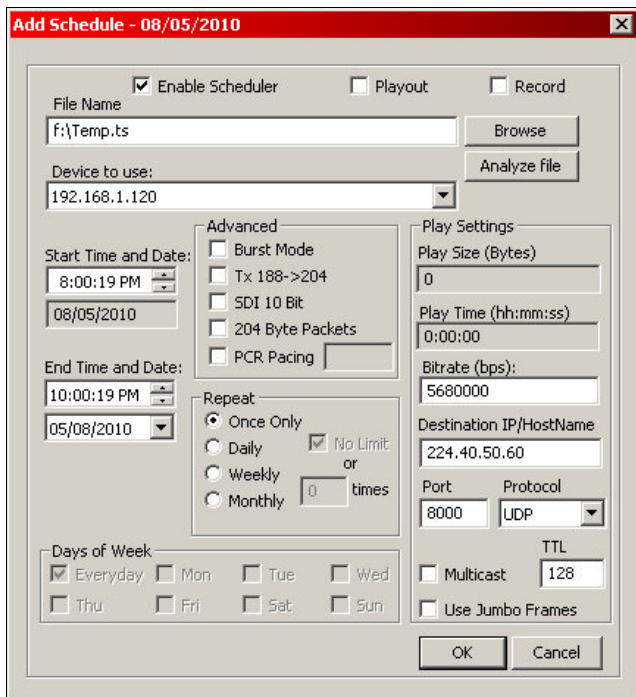 Add Schedule - 08/05/2010
Enable Scheduler
Playout
Record
File Name
f:\Temp.ts
Browse
Analyze file
Device to use:
192.168.1.120
Start Time and Date:
8:00:19 PM
08/05/2010
End Time and Date:
10:00:19 PM
05/08/2010
Advanced
Burst Mode
Tx 188->204
SDI 10 Bit
204 Byte Packets
PCR Pacing
Repeat
Once Only
Daily
Weekly
Monthly
No Limit
or
0 times
Play Settings
Play Size (Bytes)
0
Play Time (hh:mm:ss)
0:00:00
Bitrate (bps):
5680000
Destination IP/HostName
224.40.50.60
Port
8000
Protocol
UDP
TTL
128
Multicast
Use Jumbo Frames
Days of Week
Everyday Mon Tue Wed
Thu Fri Sat Sun
OK
Cancel